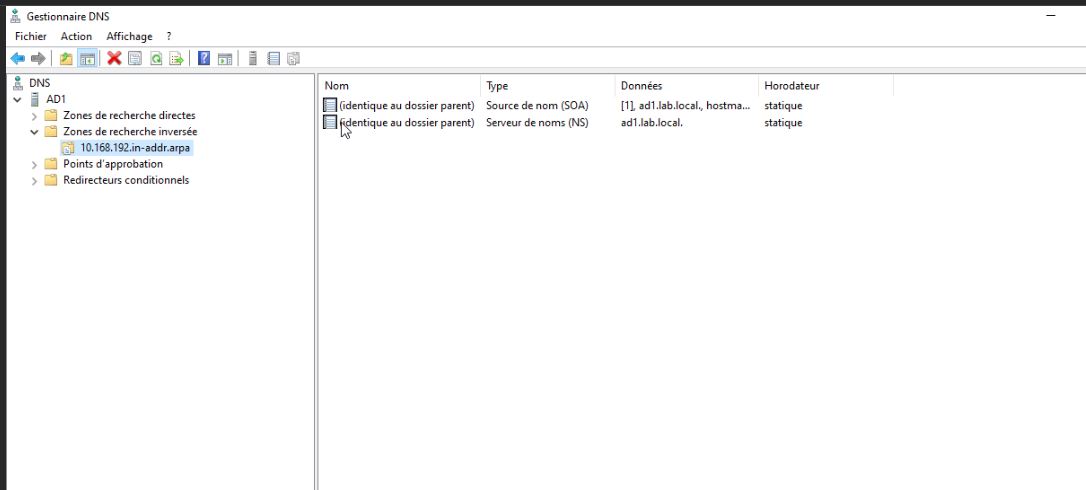 Gestionnaire DNS
Fichier Action Affichage ?
DNS
AD1
Zones de recherche directes
Zones de recherche inversée
10.168.192.in-addr.arpa
Points d'approbation
Redirecteurs conditionnels
Nom Type Données Horodateur
(identique au dossier parent) Source de nom (SOA) [1], ad1.lab.local., hostma... statique
(identique au dossier parent) Serveur de noms (NS) ad1.lab.local. statique